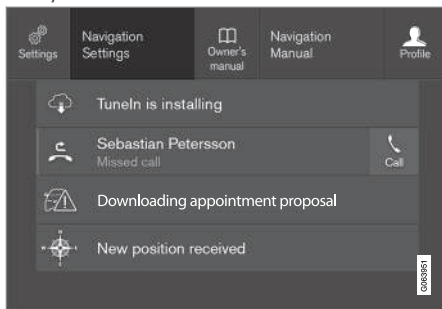 Settings
Navigation
Settings
Owner's
manual
Navigation
Manual
Profile
TuneIn is installing
Sebastian Petersson
Missed call
Call
Downloading appointment proposal
New position received
G063951